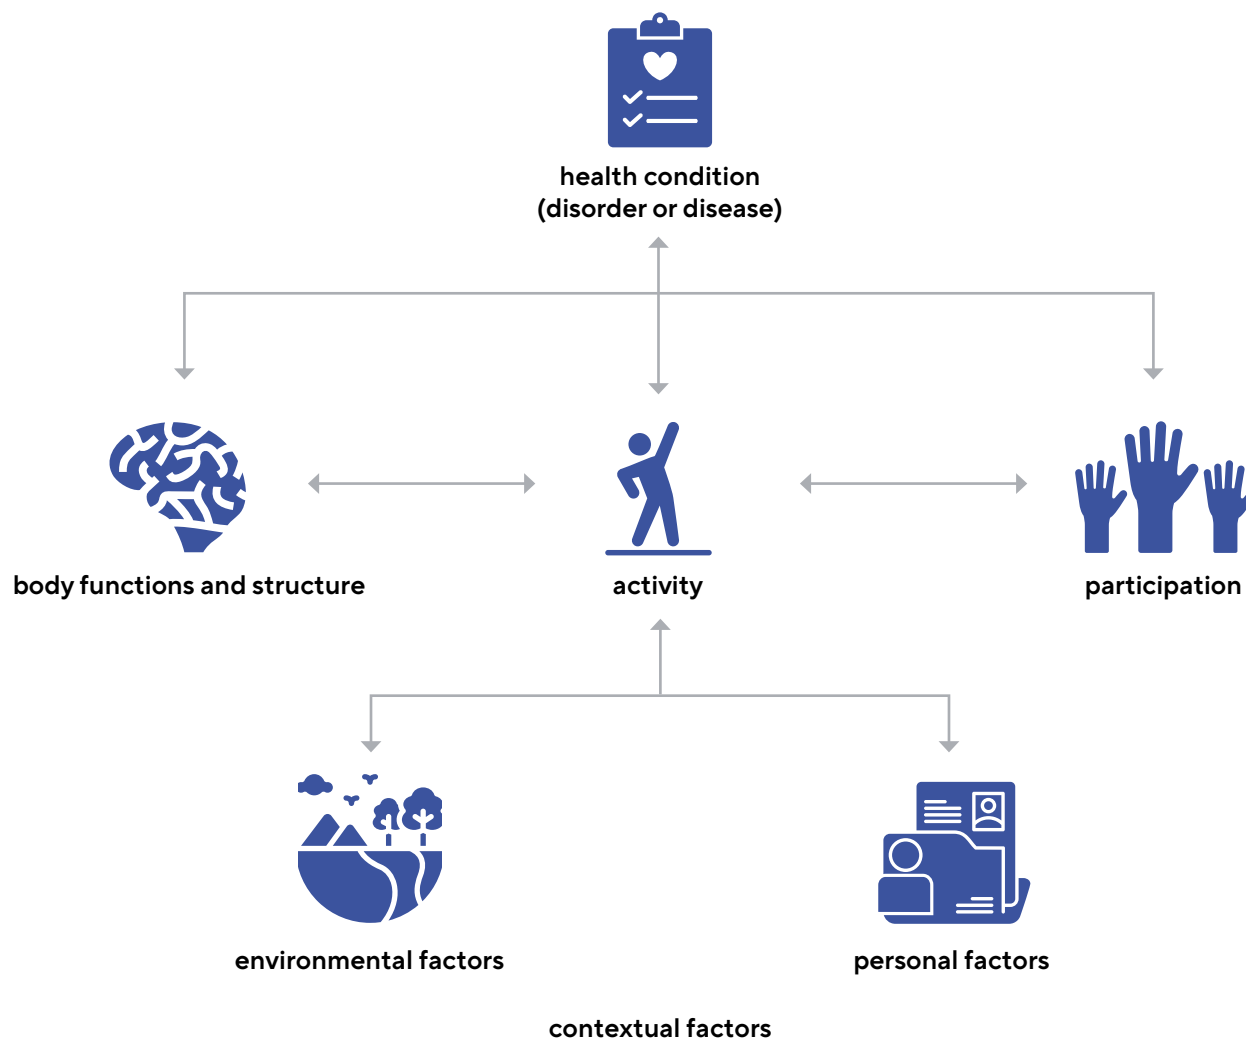 health condition
(disorder or disease)
body functions and structure
activity
participation
environmental factors
personal factors
contextual factors